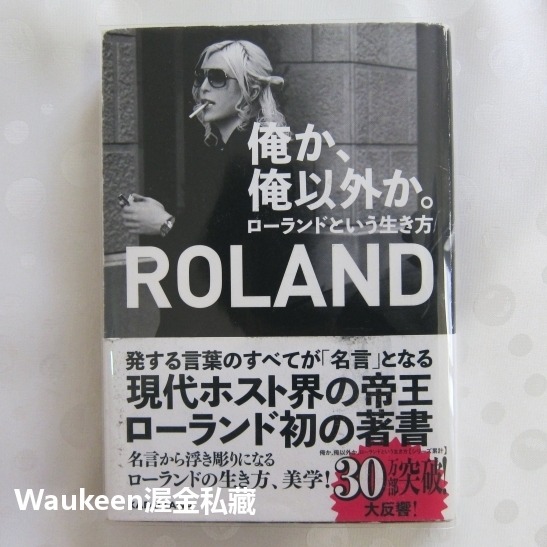 俺か、
俺以外か。
ローランドという生き方
ROLAND
発する言葉のすべてが「名言」となる
現代ホスト界の帝王
ローランド初の著書
名言から浮き彫りになる
ローランドの生き方、美学!
30万部突破!
大反響!
Waukeen渥金私藏